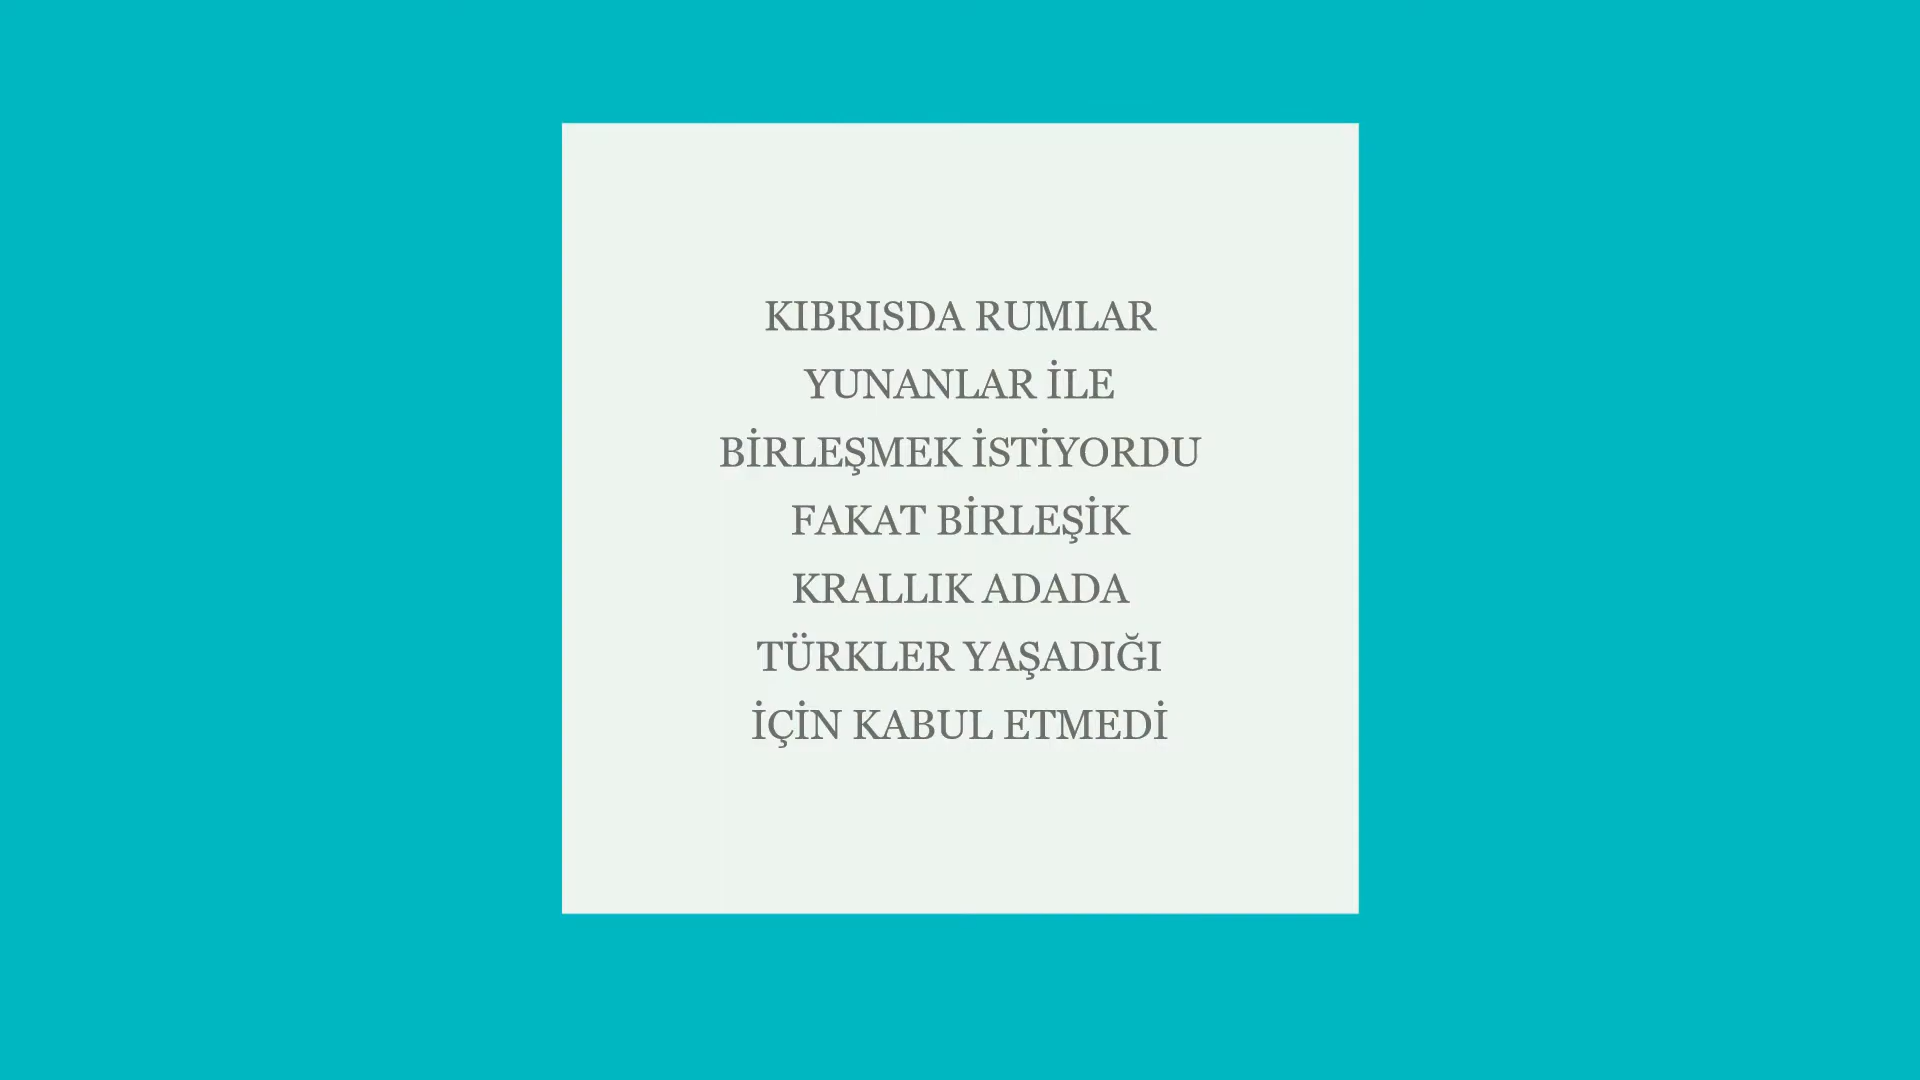 KIBRISDA RUMLAR
YUNANLAR İLE
BİRLEŞMEK İSTİYORDU
FAKAT BİRLEŞİK
KRALLIK ADADA
TÜRKLER YAŞADIĞI
İÇİN KABUL ETMEDİ